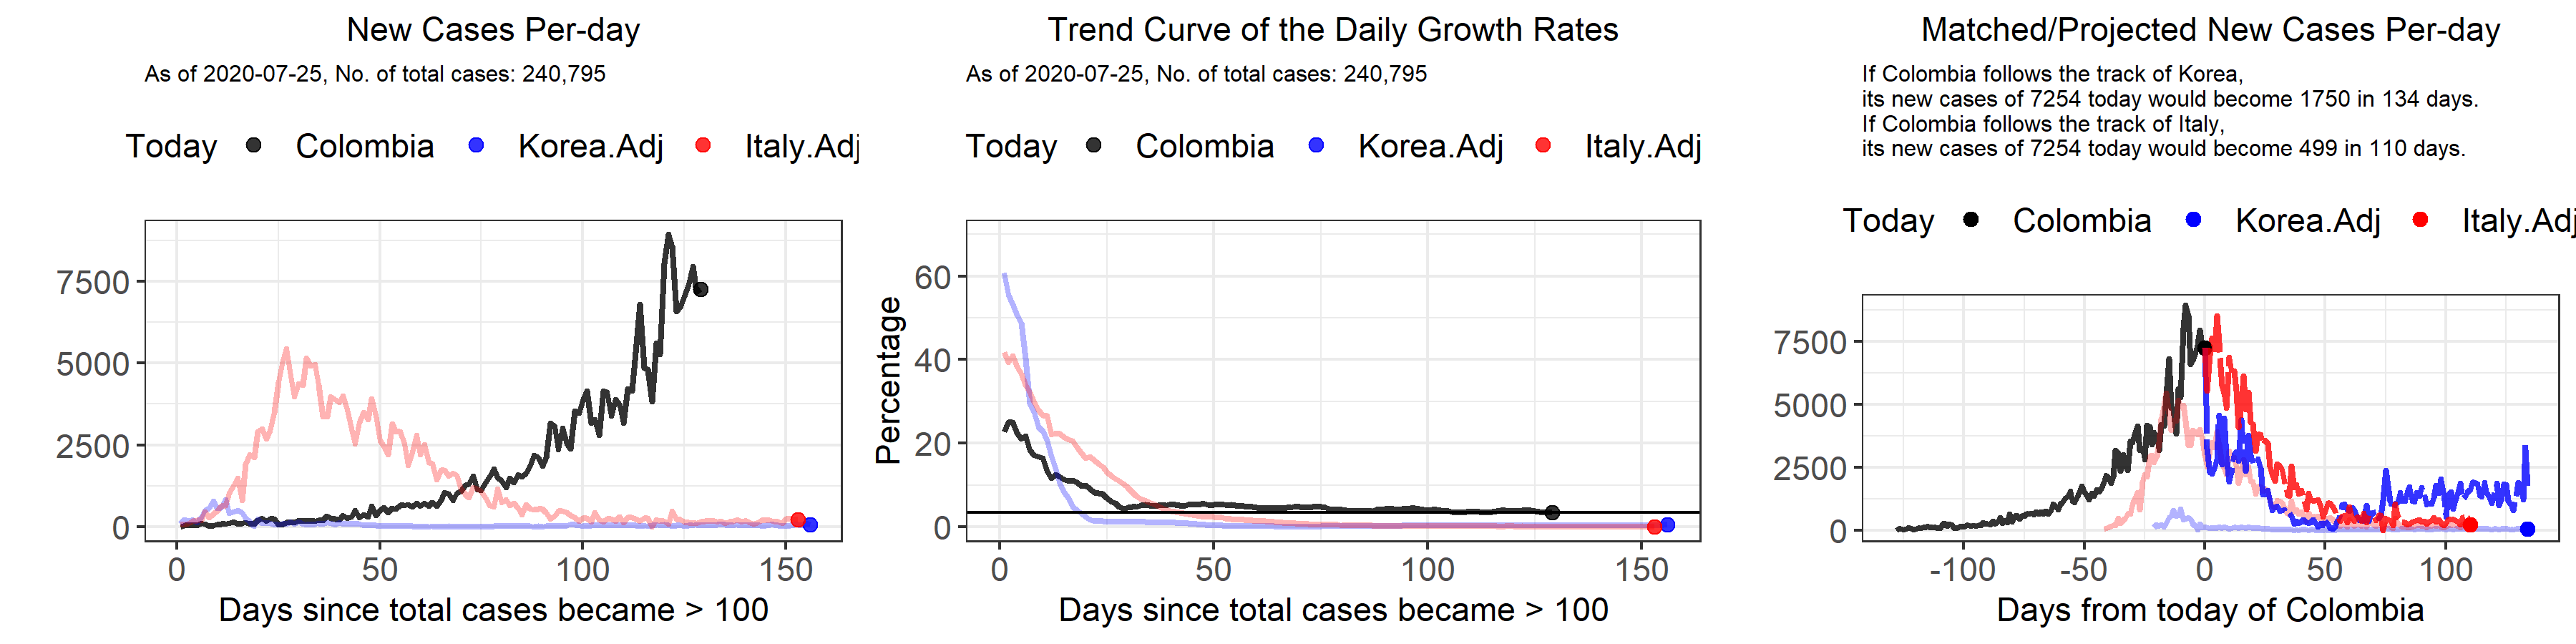 New Cases Per-day
As of 2020-07-25, No. of total cases: 240,795
Today Colombia Korea.Adj Italy.Adj
7500
5000
2500
0
0 50 100 150
Days since total cases became > 100
Trend Curve of the Daily Growth Rates
As of 2020-07-25, No. of total cases: 240,795
Today Colombia Korea.Adj Italy.Adj
Percentage
60
40
20
0
0 50 100 150
Days since total cases became > 100
Matched/Projected New Cases Per-day
If Colombia follows the track of Korea,
its new cases of 7254 today would become 1750 in 134 days.
If Colombia follows the track of Italy,
its new cases of 7254 today would become 499 in 110 days.
Today Colombia Korea.Adj Italy.Adj
7500
5000
2500
0
-100 -50 0 50 100
Days from today of Colombia